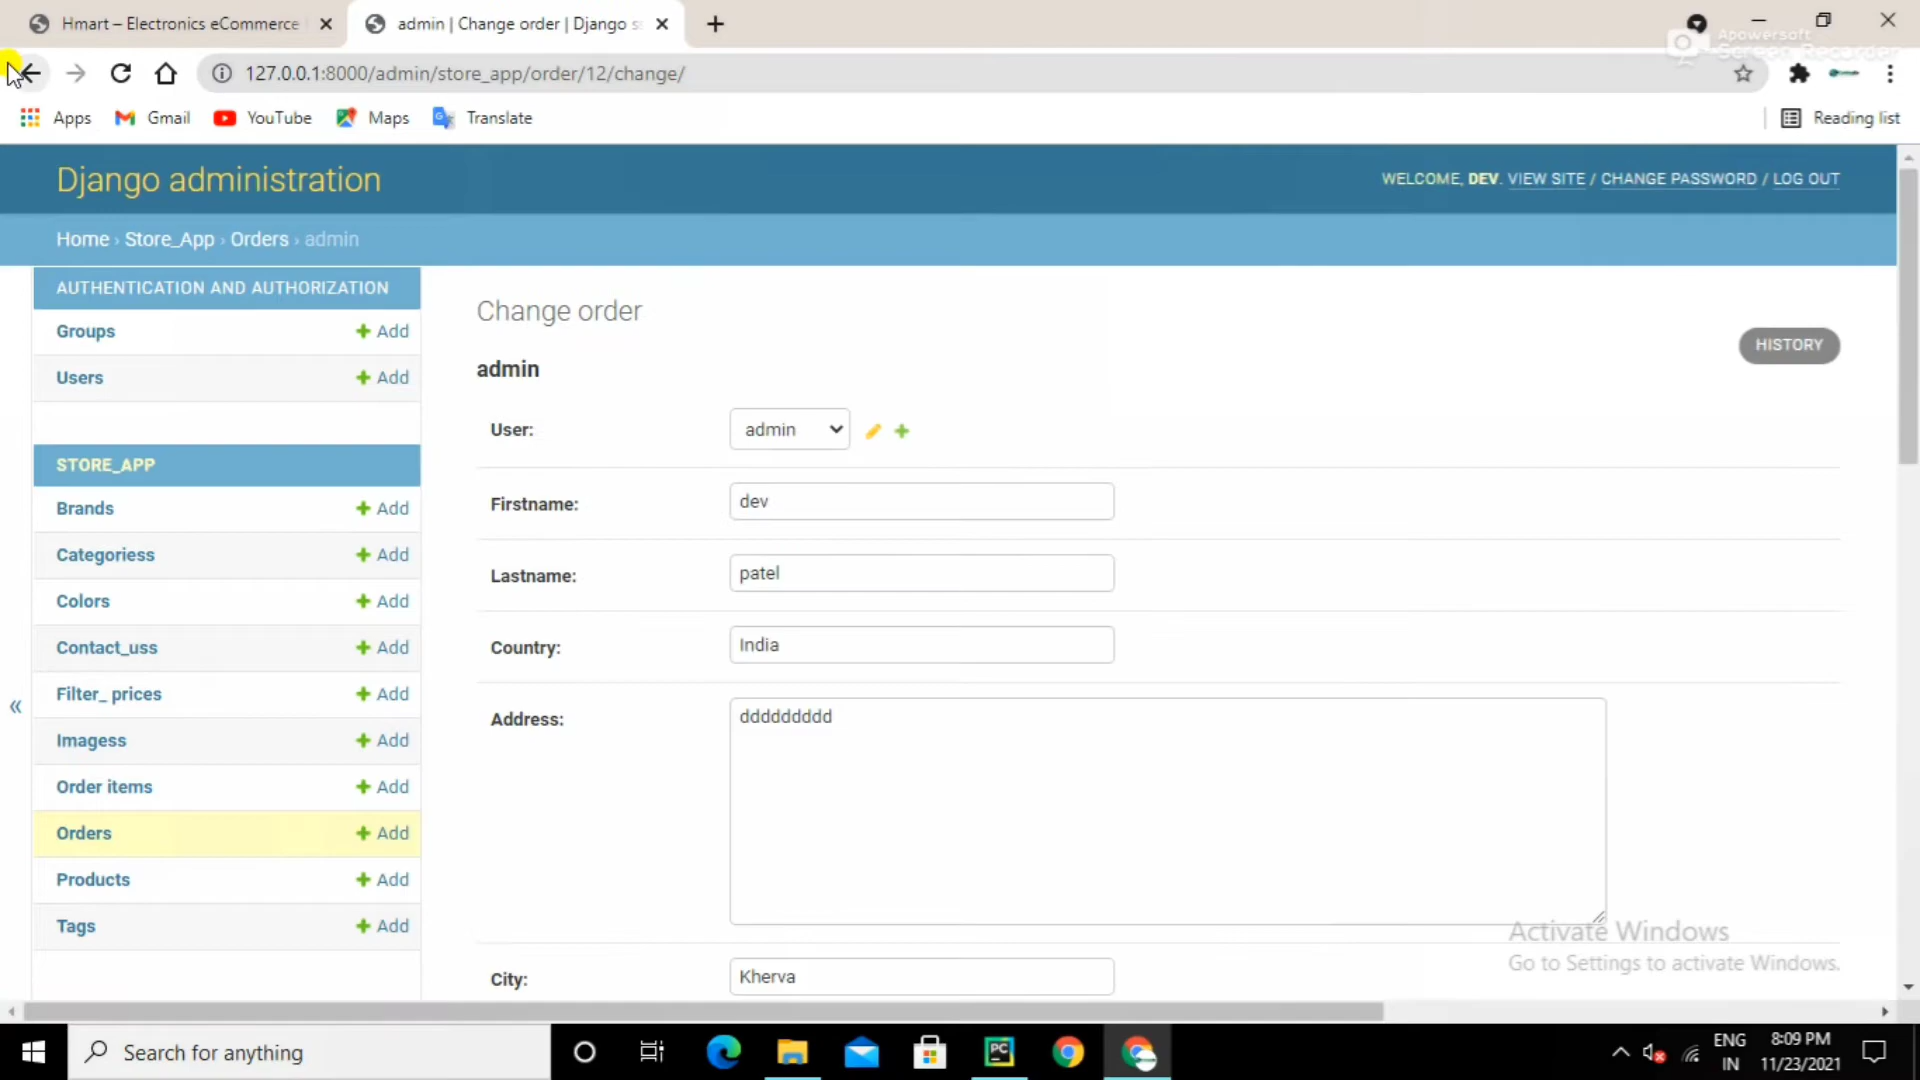 Hmart – Electronics eCommerce
admin | Change order | Django s
Apowersoft
Screen Recorder
127.0.0.1:8000/admin/store_app/order/12/change/
Apps
Gmail
YouTube
Maps
Translate
Reading list
Django administration
WELCOME, DEV. VIEW SITE / CHANGE PASSWORD / LOG OUT
Home › Store_App › Orders › admin
AUTHENTICATION AND AUTHORIZATION
Groups + Add
Users + Add
STORE_APP
Brands + Add
Categoriess + Add
Colors + Add
Contact_uss + Add
Filter_ prices + Add
Imagess + Add
Order items + Add
Orders + Add
Products + Add
Tags + Add
«
Change order
HISTORY
admin
User: admin
Firstname: dev
Lastname: patel
Country: India
Address: ddddddddd
City: Kherva
Activate Windows
Go to Settings to activate Windows.
Search for anything
PC
ENG
IN
8:09 PM
11/23/2021